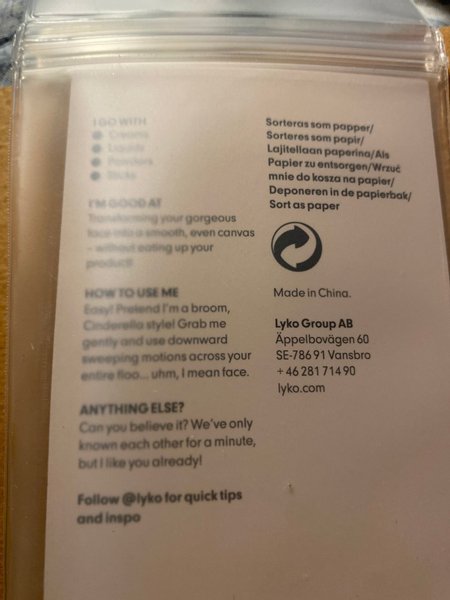 I GO WITH
Creams
Liquids
Powders
Sticks
I'M GOOD AT
Transforming your gorgeous
face into a smooth, even canvas
– without eating up your
product!
HOW TO USE ME
Easy! Pretend I'm a broom,
Cinderella style! Grab me
gently and use downward
sweeping motions across your
entire floo... uhm, I mean face.
ANYTHING ELSE?
Can you believe it? We've only
known each other for a minute,
but I like you already!
Follow @lyko for quick tips
and inspo
Sorteras som papper/
Sorteres som papir/
Lajitellaan paperina/Als
Papier zu entsorgen/Wrzuć
mnie do kosza na papier/
Deponeren in de papierbak/
Sort as paper
Made in China.
Lyko Group AB
Äppelbovägen 60
SE-786 91 Vansbro
+ 46 281 714 90
lyko.com